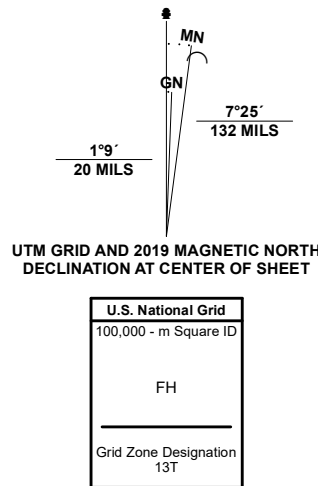 MN
GN
7°25´
132 MILS
1°9´
20 MILS
UTM GRID AND 2019 MAGNETIC NORTH
DECLINATION AT CENTER OF SHEET
U.S. National Grid
100,000 - m Square ID
FH
Grid Zone Designation
13T